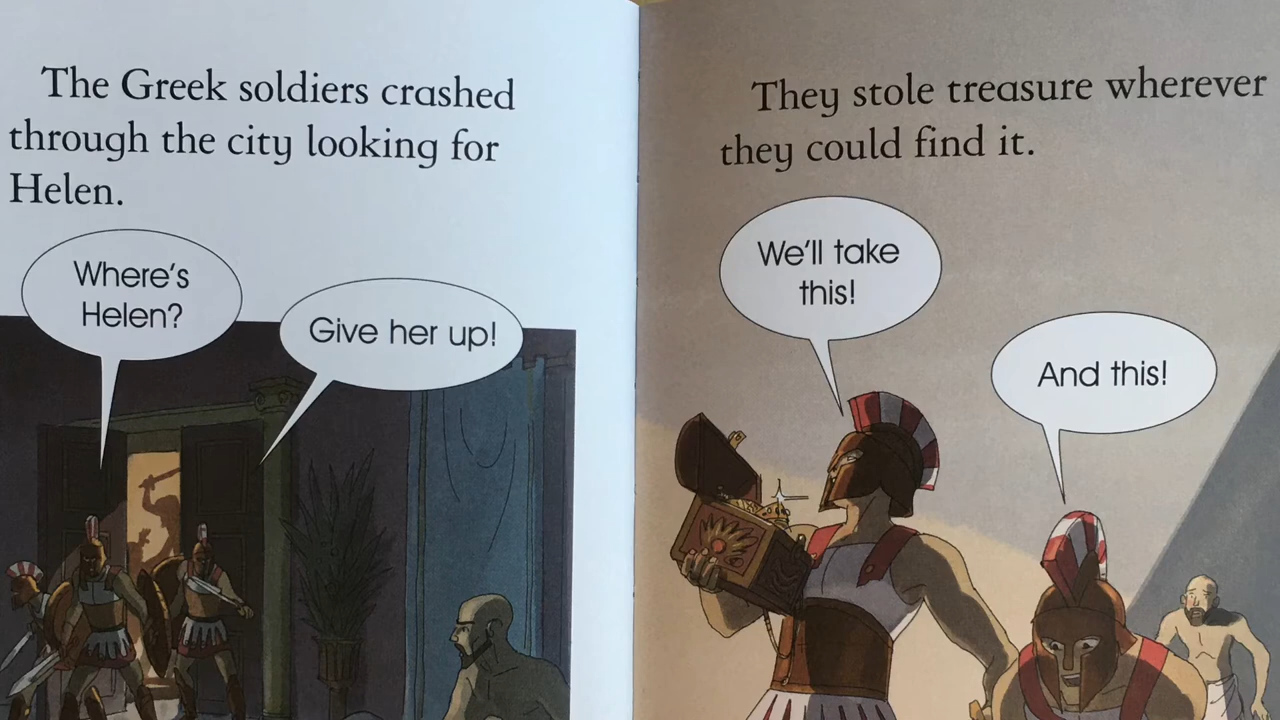 The Greek soldiers crashed
through the city looking for
Helen.
Where's
Helen?
Give her up!
They stole treasure wherever
they could find it.
We'll take
this!
And this!